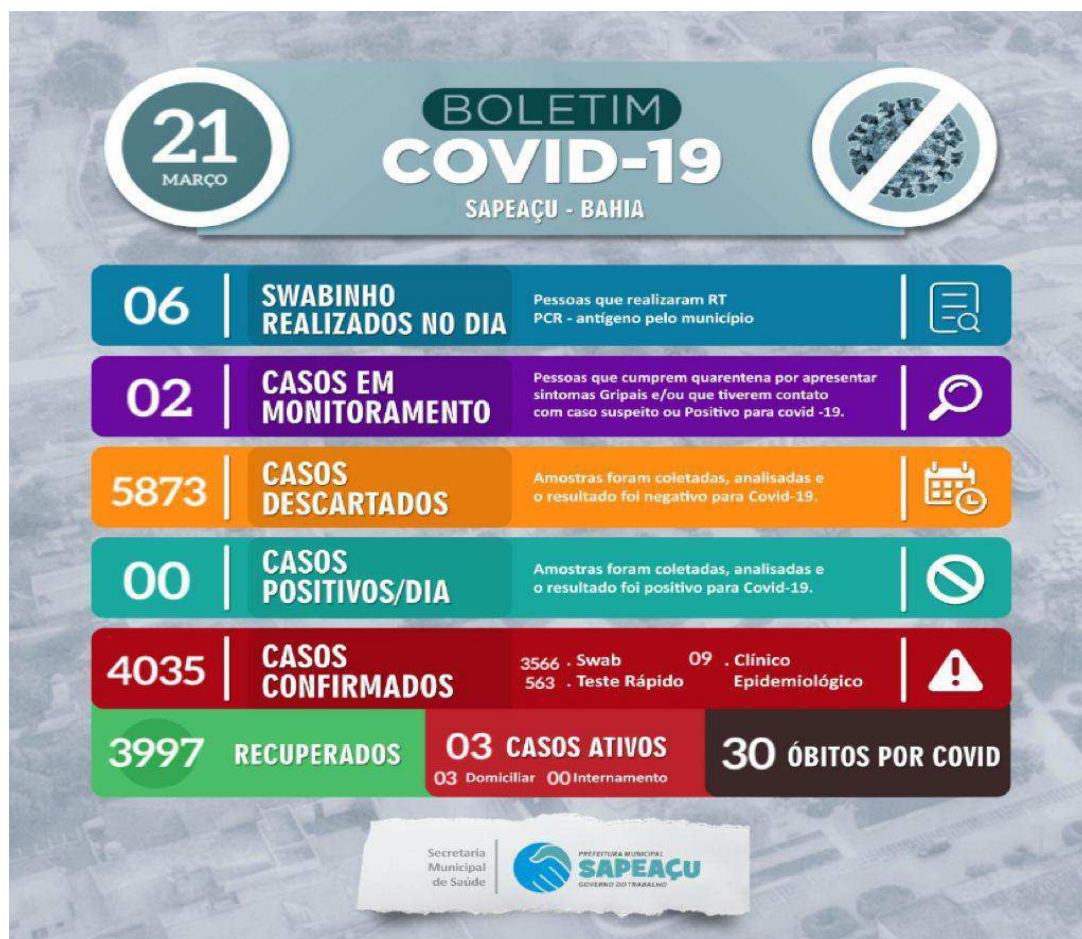 21
MARÇO
BOLETIM
COVID-19
SAPEAÇU - BAHIA
06
SWABINHO
REALIZADOS NO DIA
Pessoas que realizaram RT
PCR - antígeno pelo município
02
CASOS EM
MONITORAMENTO
Pessoas que cumprem quarentena por apresentar
sintomas Gripais e/ou que tiverem contato
com caso suspeito ou Positivo para covid -19.
5873
CASOS
DESCARTADOS
Amostras foram coletadas, analisadas e
o resultado foi negativo para Covid-19.
00
CASOS
POSITIVOS/DIA
Amostras foram coletadas, analisadas e
o resultado foi positivo para Covid-19.
4035
CASOS
CONFIRMADOS
3566 . Swab
563 . Teste Rápido
09 . Clínico
Epidemiológico
3997 RECUPERADOS
03 CASOS ATIVOS
03 Domiciliar 00 Internamento
30 ÓBITOS POR COVID
Secretaria
Municipal
de Saúde
PREFEITURA MUNICIPAL
SAPEAÇU
GOVERNO DO TRABALHO